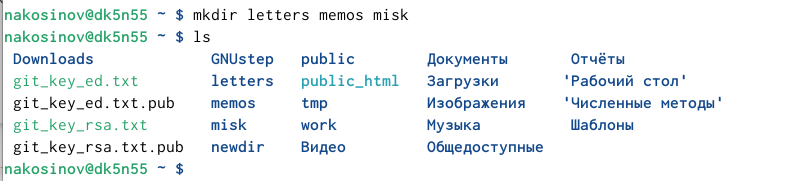 nakosinov@dk5n55 ~ $ mkdir letters memos misk
nakosinov@dk5n55 ~ $ ls
Downloads GNUstep public Документы Отчёты
git_key_ed.txt letters public_html Загрузки 'Рабочий стол'
git_key_ed.txt.pub memos tmp Изображения 'Численные методы'
git_key_rsa.txt misk work Музыка Шаблоны
git_key_rsa.txt.pub newdir Видео Общедоступные
nakosinov@dk5n55 ~ $